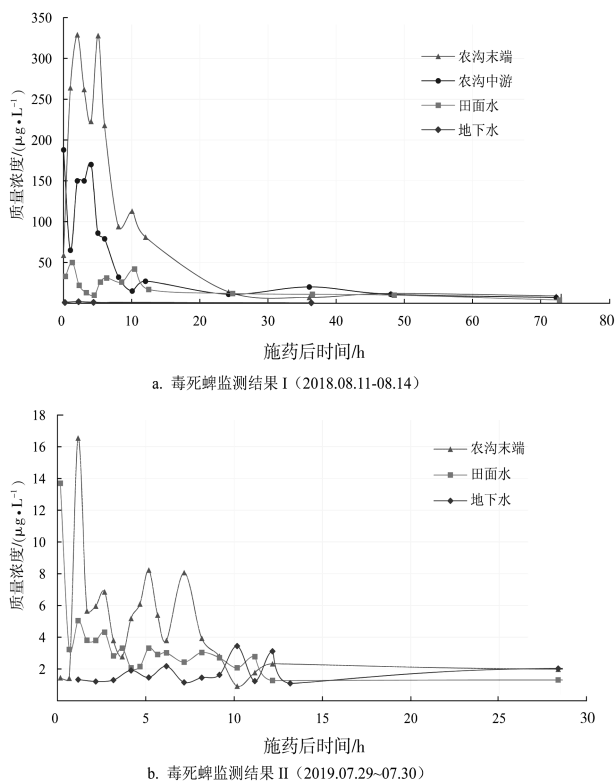 350
300
250
200
150
100
50
质量浓度/(μg•L⁻¹)
农沟末端
农沟中游
田面水
地下水
0 10 20 30 40 50 60 70 80
施药后时间/h
a. 毒死蜱监测结果 I（2018.08.11-08.14）
18
16
14
12
10
8
6
4
2
质量浓度/(μg•L⁻¹)
农沟末端
田面水
地下水
0 5 10 15 20 25 30
施药后时间/h
b. 毒死蜱监测结果 II（2019.07.29~07.30）